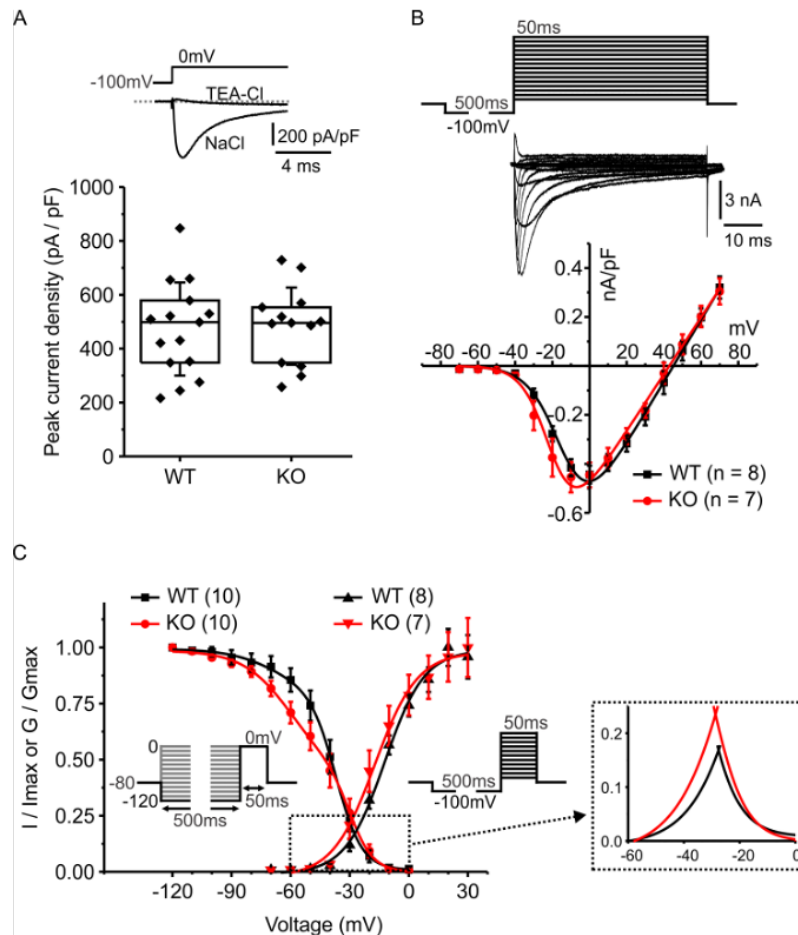 A
0mV
-100mV
TEA-Cl
NaCl
200 pA/pF
4 ms
Peak current density (pA / pF)
1000
800
600
400
200
0
WT
KO
B
50ms
500ms
-100mV
3 nA
10 ms
nA/pF
mV
0.4
0.2
-80 -60 -40 -20 20 40 60 80
-0.2
-0.6
WT (n = 8)
KO (n = 7)
C
WT (10)
KO (10)
WT (8)
KO (7)
I / Imax or G / Gmax
1.00
0.75
0.50
0.25
0.00
0
0mV
-80
-120
50ms
500ms
50ms
500ms
-100mV
-120 -90 -60 -30 0 30
Voltage (mV)
0.2
0.1
0.0
-60 -40 -20 0